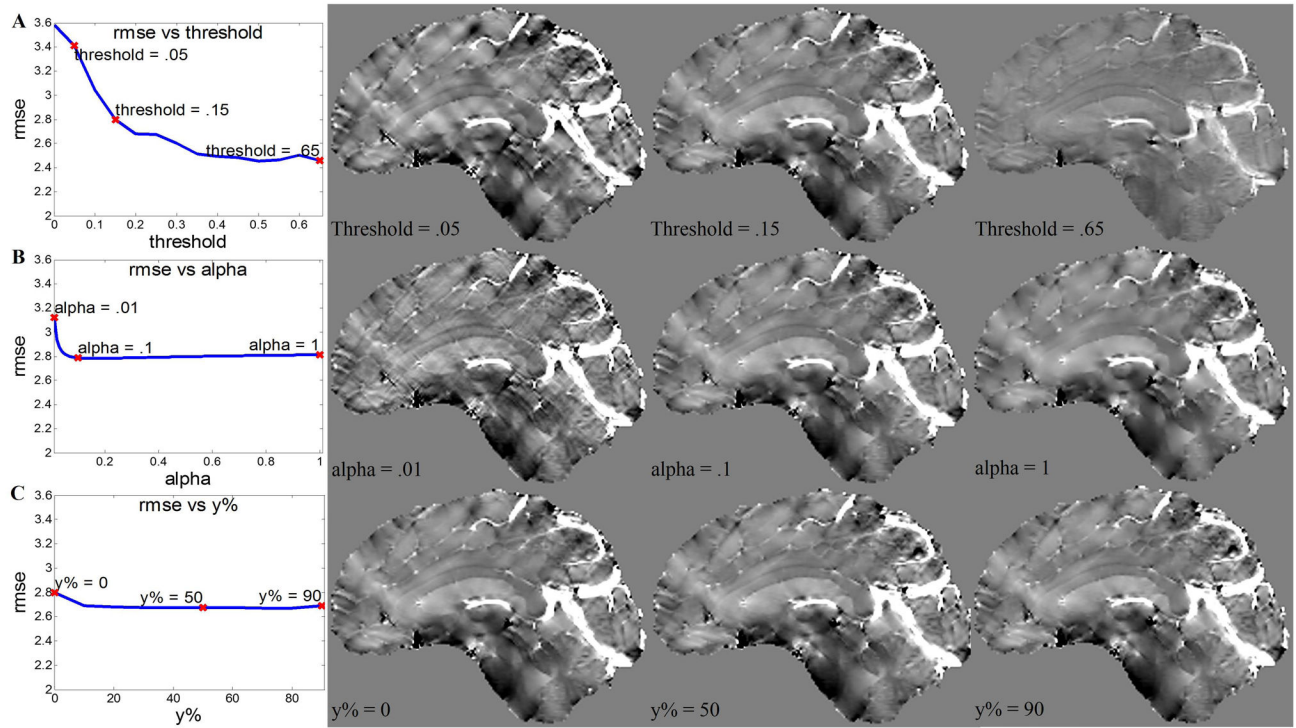 A
rmse vs threshold
3.6
3.4
3.2
3
2.8
2.6
2.4
2.2
2
rmse
threshold = .05
threshold = .15
threshold = .65
0
0.1
0.2
0.3
0.4
0.5
0.6
threshold
Threshold = .05
Threshold = .15
Threshold = .65
B
rmse vs alpha
3.6
3.4
3.2
3
2.8
2.6
2.4
2.2
2
rmse
alpha = .01
alpha = .1
alpha = 1
0.2
0.4
0.6
0.8
1
alpha
alpha = .01
alpha = .1
alpha = 1
C
rmse vs y%
3.6
3.4
3.2
3
2.8
2.6
2.4
2.2
2
rmse
y% = 0
y% = 50
y% = 90
0
20
40
60
80
y%
y% = 0
y% = 50
y% = 90